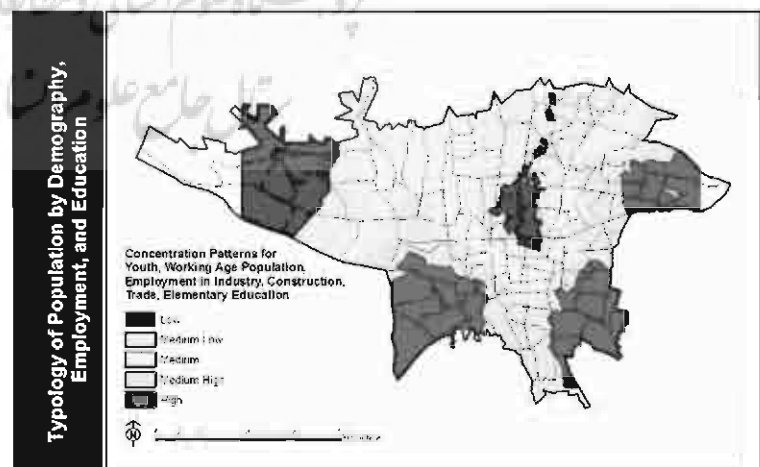 Typology of Population by Demography,
Employment, and Education
Concentration Patterns for
Youth, Working Age Population,
Employment in Industry, Construction,
Trade, Elementary Education
Low
Medium Low
Medium
Medium High
High
N